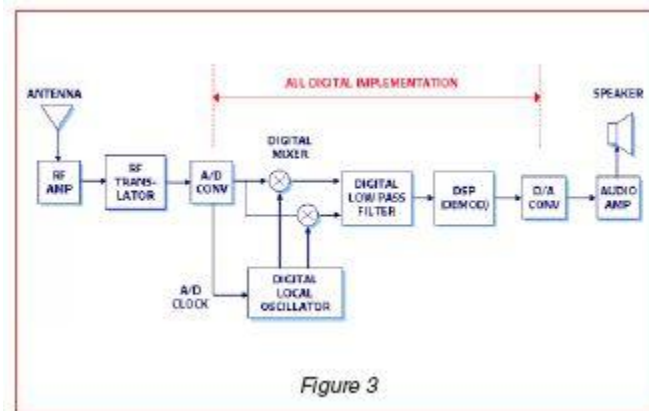 ALL DIGITAL IMPLEMENTATION
ANTENNA
SPEAKER
DIGITAL
MIXER
RF
AMP
RF
TRANS-
LATOR
A/D
CONV
DIGITAL
LOW PASS
FILTER
DSP
(DEMOD)
D/A
CONV
AUDIO
AMP
A/D
CLOCK
DIGITAL
LOCAL
OSCILLATOR
Figure 3